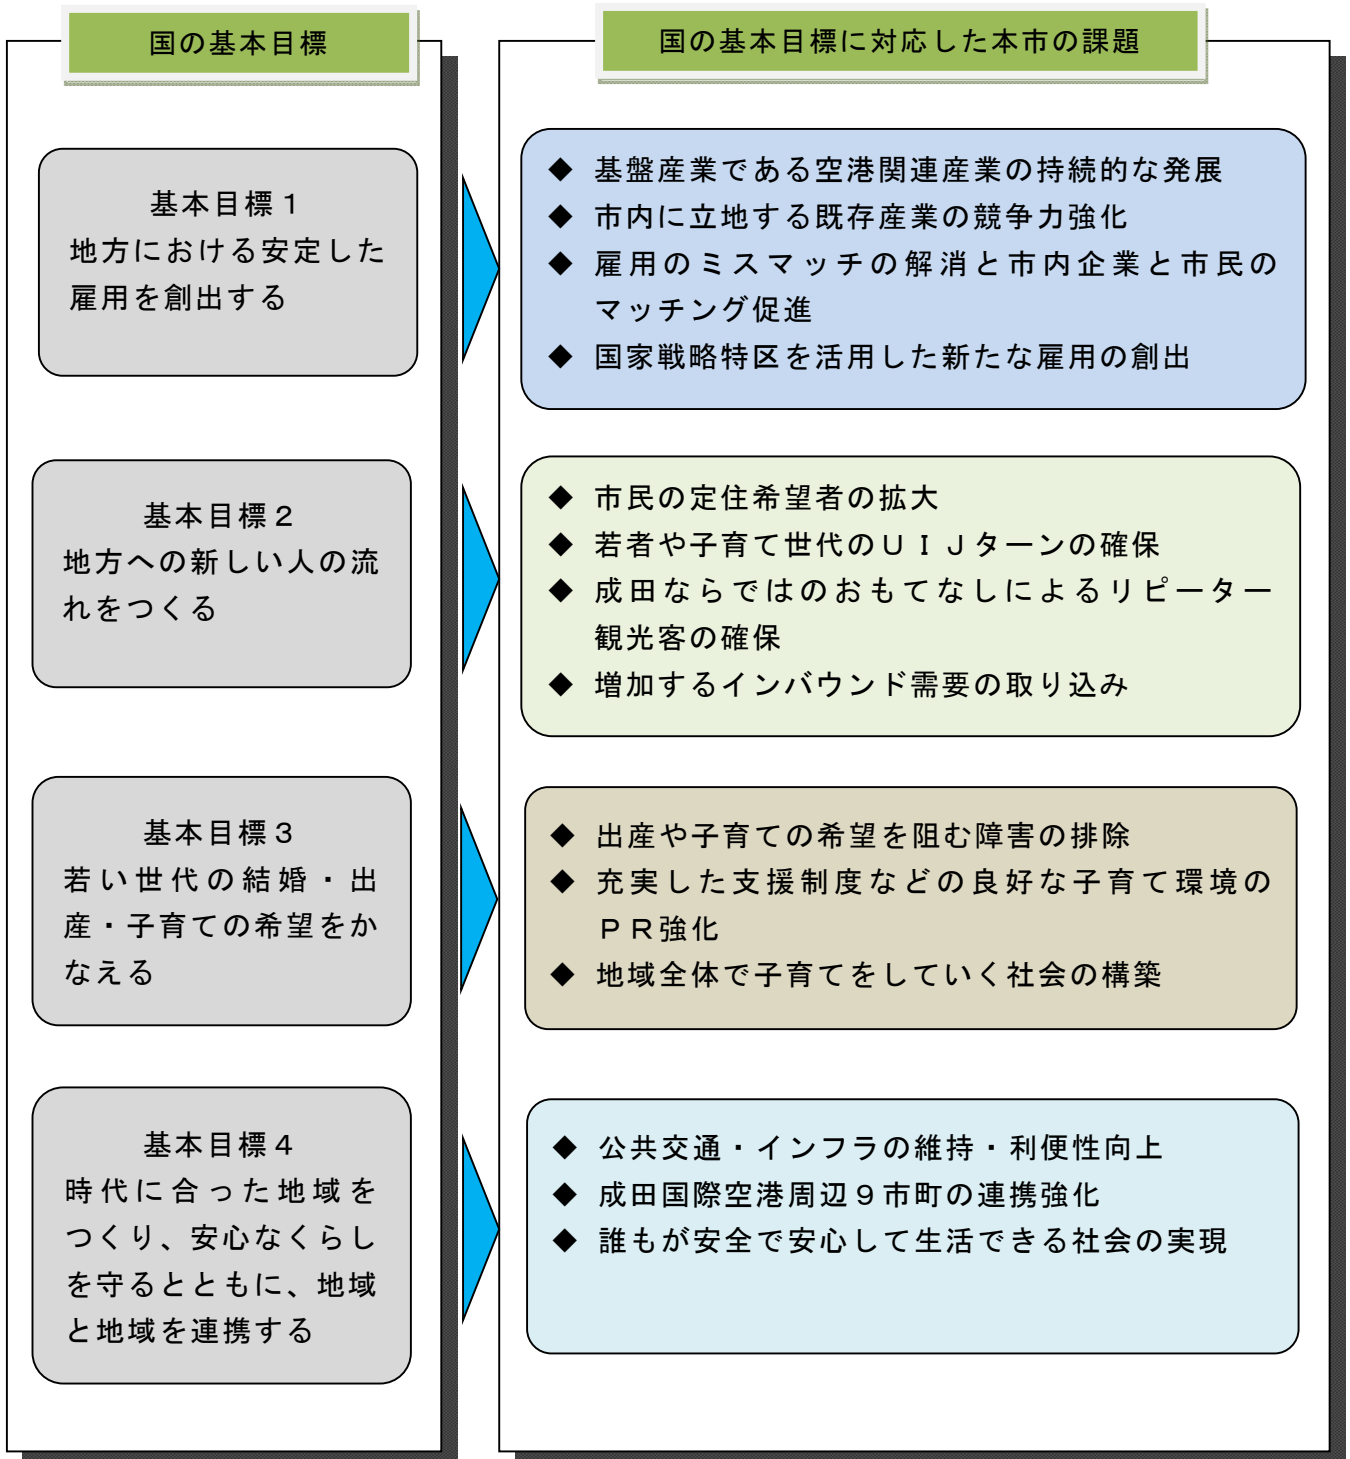 国の基本目標
国の基本目標に対応した本市の課題
基本目標１
地方における安定した
雇用を創出する
◆ 基盤産業である空港関連産業の持続的な発展
◆ 市内に立地する既存産業の競争力強化
◆ 雇用のミスマッチの解消と市内企業と市民の
マッチング促進
◆ 国家戦略特区を活用した新たな雇用の創出
基本目標２
地方への新しい人の流
れをつくる
◆ 市民の定住希望者の拡大
◆ 若者や子育て世代のＵＩＪターンの確保
◆ 成田ならではのおもてなしによるリピーター
観光客の確保
◆ 増加するインバウンド需要の取り込み
基本目標３
若い世代の結婚・出
産・子育ての希望をか
なえる
◆ 出産や子育ての希望を阻む障害の排除
◆ 充実した支援制度などの良好な子育て環境の
ＰＲ強化
◆ 地域全体で子育てをしていく社会の構築
基本目標４
時代に合った地域を
つくり、安心なくらし
を守るとともに、地域
と地域を連携する
◆ 公共交通・インフラの維持・利便性向上
◆ 成田国際空港周辺９市町の連携強化
◆ 誰もが安全で安心して生活できる社会の実現